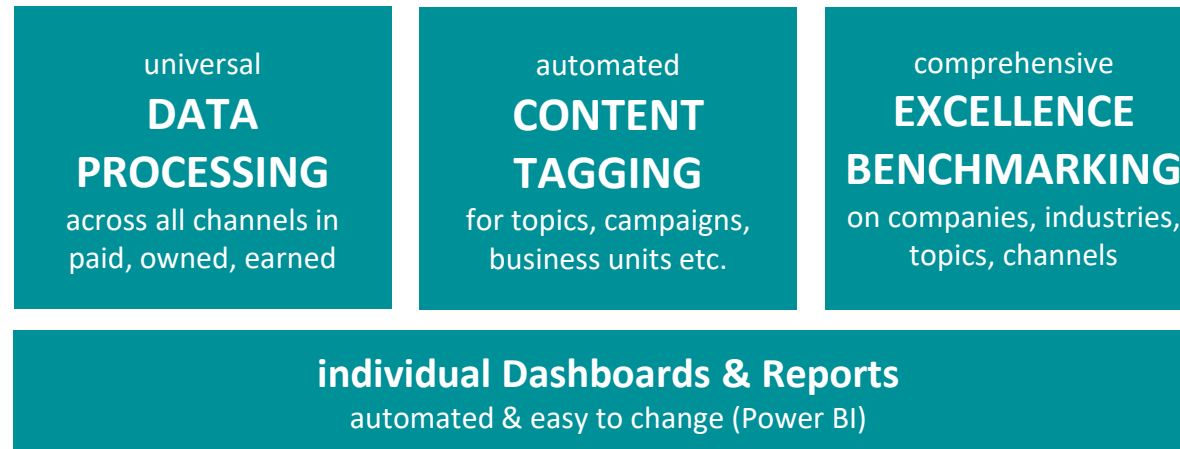 universal
DATA
PROCESSING
across all channels in
paid, owned, earned
automated
CONTENT
TAGGING
for topics, campaigns,
business units etc.
comprehensive
EXCELLENCE
BENCHMARKING
on companies, industries,
topics, channels
individual Dashboards & Reports
automated & easy to change (Power BI)